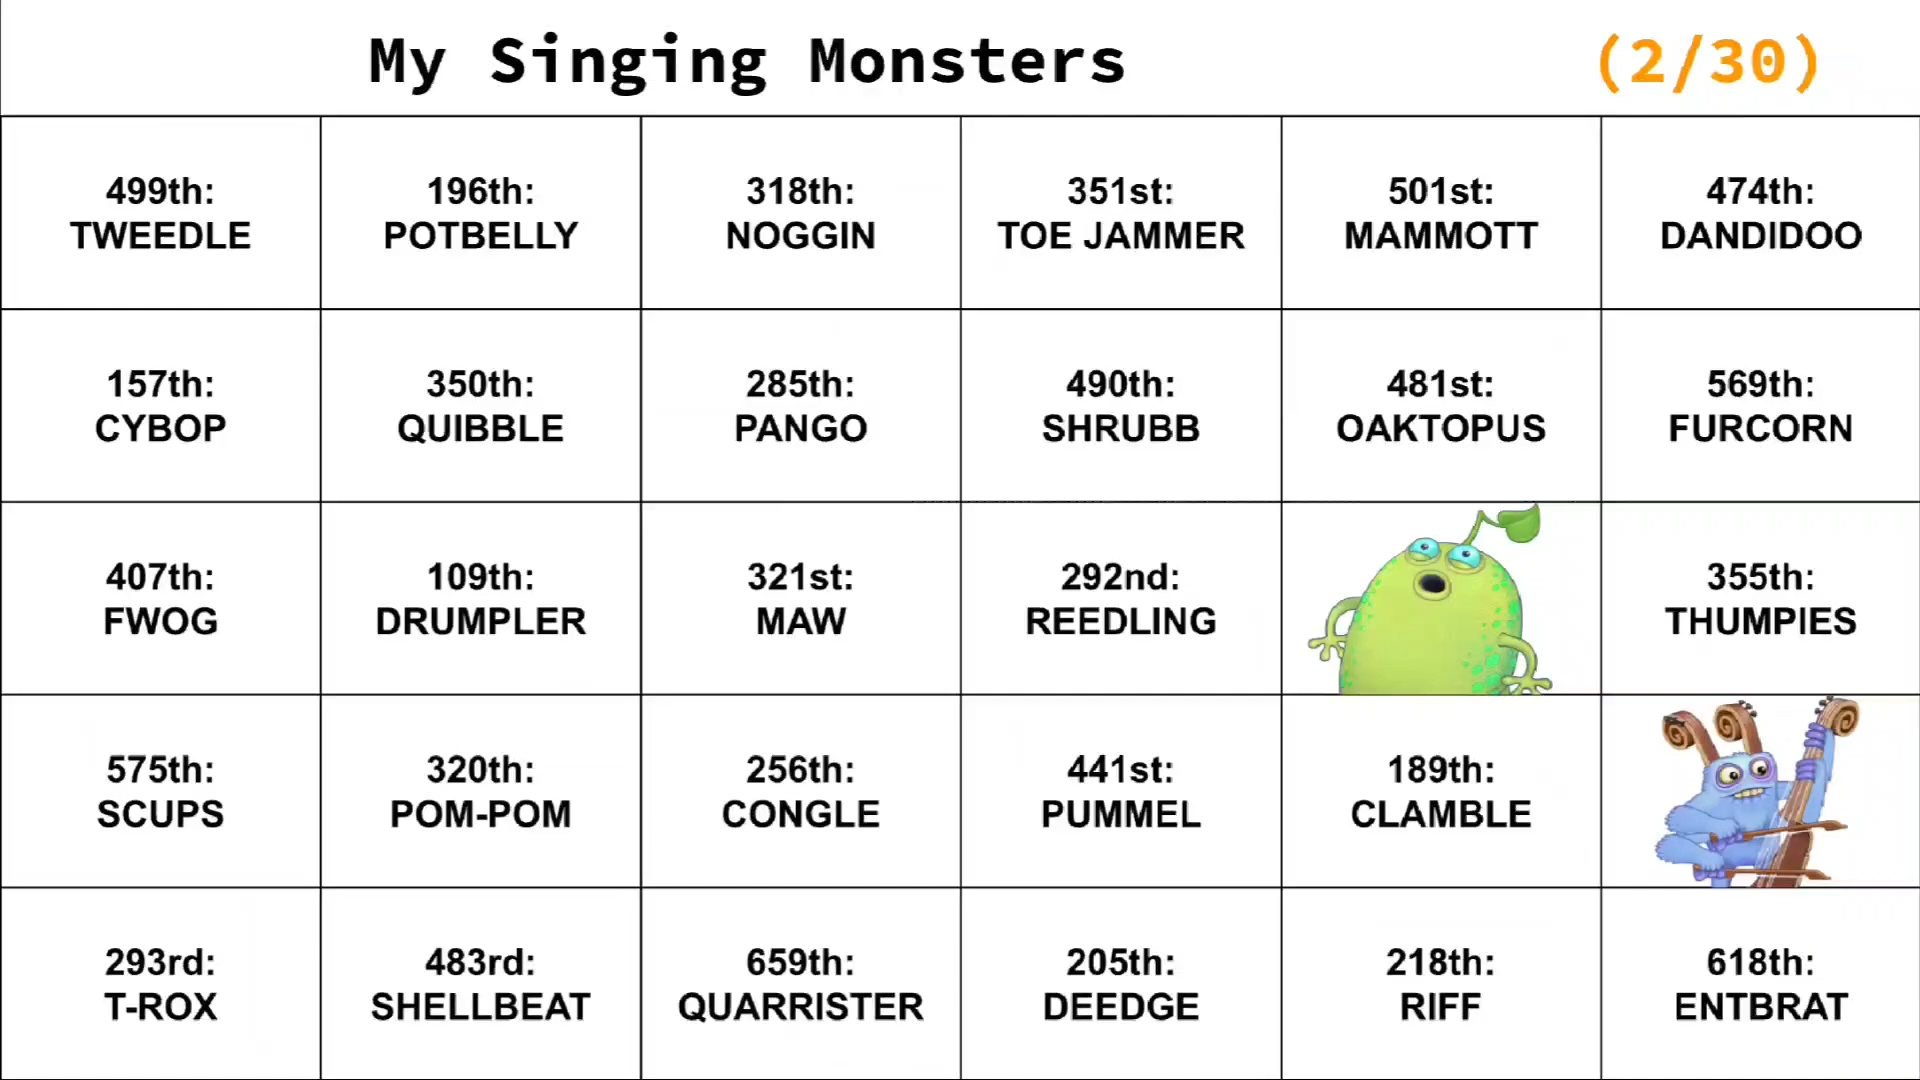 My Singing Monsters
(2/30)
499th:
TWEEDLE
196th:
POTBELLY
318th:
NOGGIN
351st:
TOE JAMMER
501st:
MAMMOTT
474th:
DANDIDOO
157th:
CYBOP
350th:
QUIBBLE
285th:
PANGO
490th:
SHRUBB
481st:
OAKTOPUS
569th:
FURCORN
407th:
FWOG
109th:
DRUMPLER
321st:
MAW
292nd:
REEDLING
355th:
THUMPIES
575th:
SCUPS
320th:
POM-POM
256th:
CONGLE
441st:
PUMMEL
189th:
CLAMBLE
293rd:
T-ROX
483rd:
SHELLBEAT
659th:
QUARRISTER
205th:
DEEDGE
218th:
RIFF
618th:
ENTBRAT